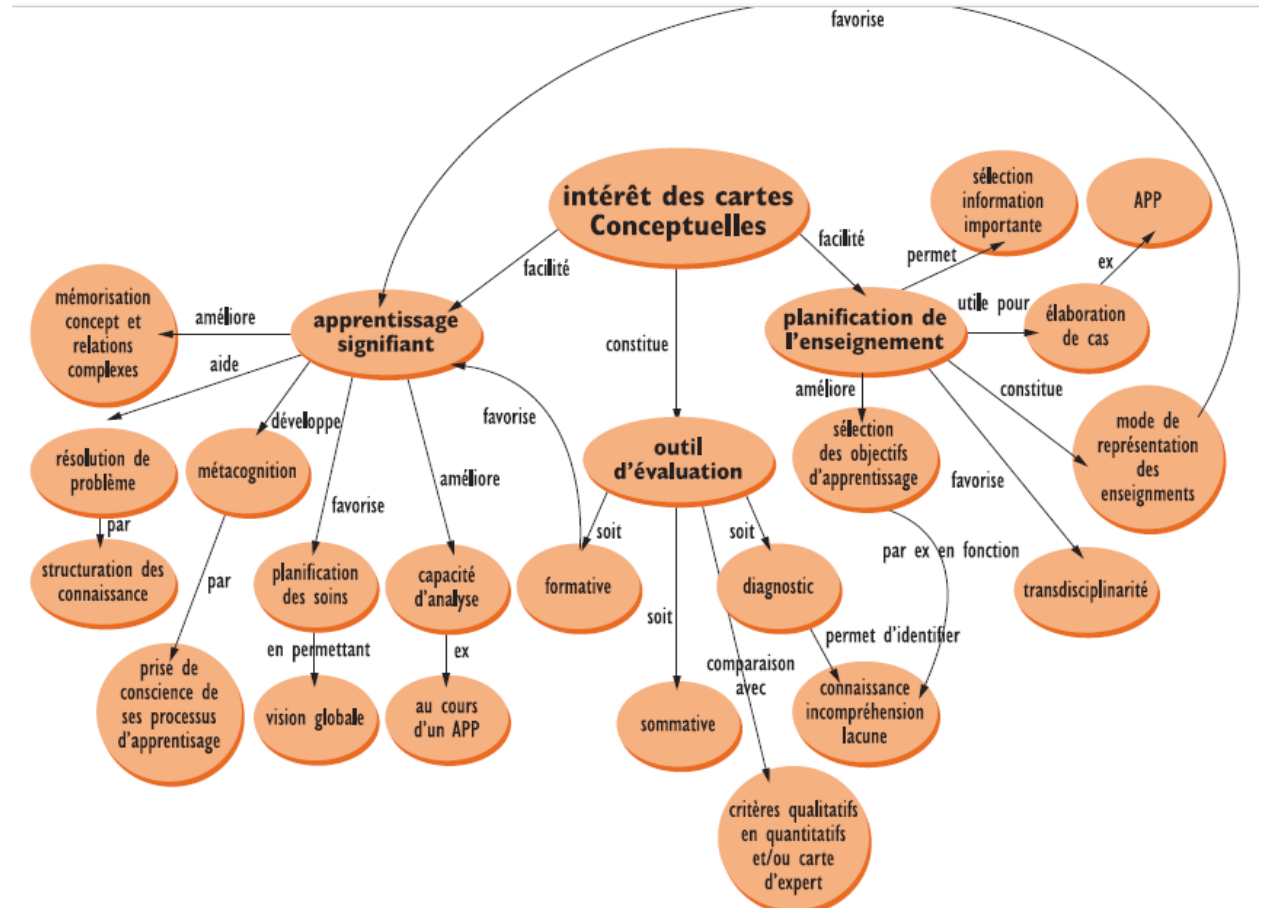 favorise
intérêt des cartes
Conceptuelles
sélection
information
importante
APP
facilité
permet
ex
facilité
mémorisation
concept et
relations
complexes
améliore
apprentissage
signifiant
constitue
planification de
l'enseignement
utile pour
élaboration
de cas
aide
développe
favorise
améliore
constitue
résolution de
problème
métacognition
améliore
outil
d'évaluation
sélection
des objectifs
d'apprentissage
favorise
mode de
représentation
des
enseignments
par
favorise
soit
soit
par ex en fonction
structuration des
connaissance
par
planification
des soins
capacité
d'analyse
formative
diagnostic
transdisciplinarité
soit
permet d'identifier
en permettant
ex
comparaison
avec
prise de
conscience de
ses processus
d'apprentisage
vision globale
au cours
d'un APP
sommative
connaissance
incompréhension
lacune
critères qualitatifs
en quantitatifs
et/ou carte
d'expert